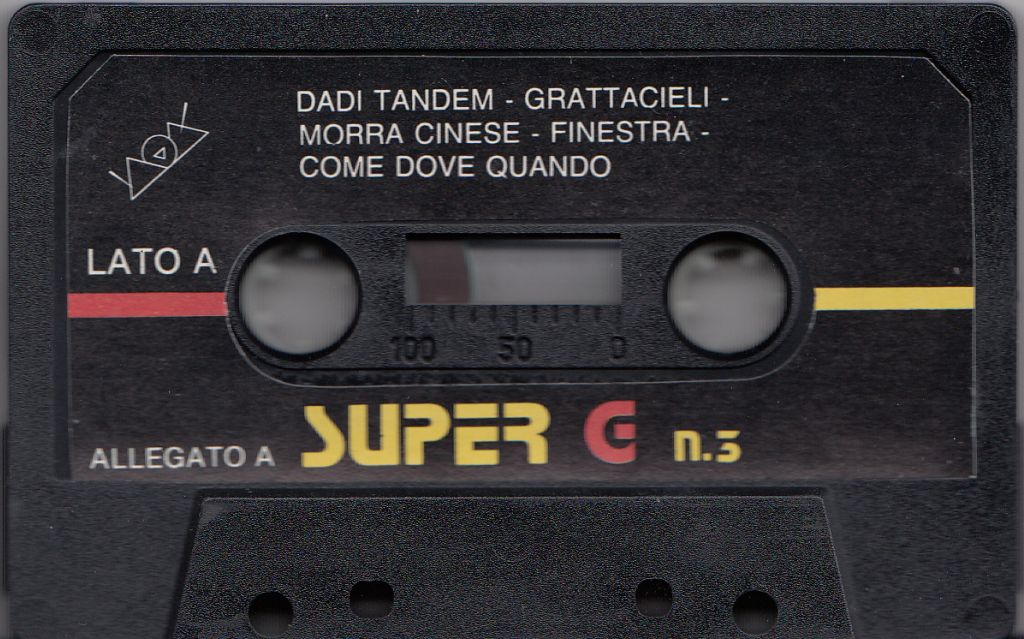 DADI TANDEM - GRATTACIELI -
MORRA CINESE - FINESTRA -
COME DOVE QUANDO
LATO A
100 50 0
ALLEGATO A SUPER G n.3